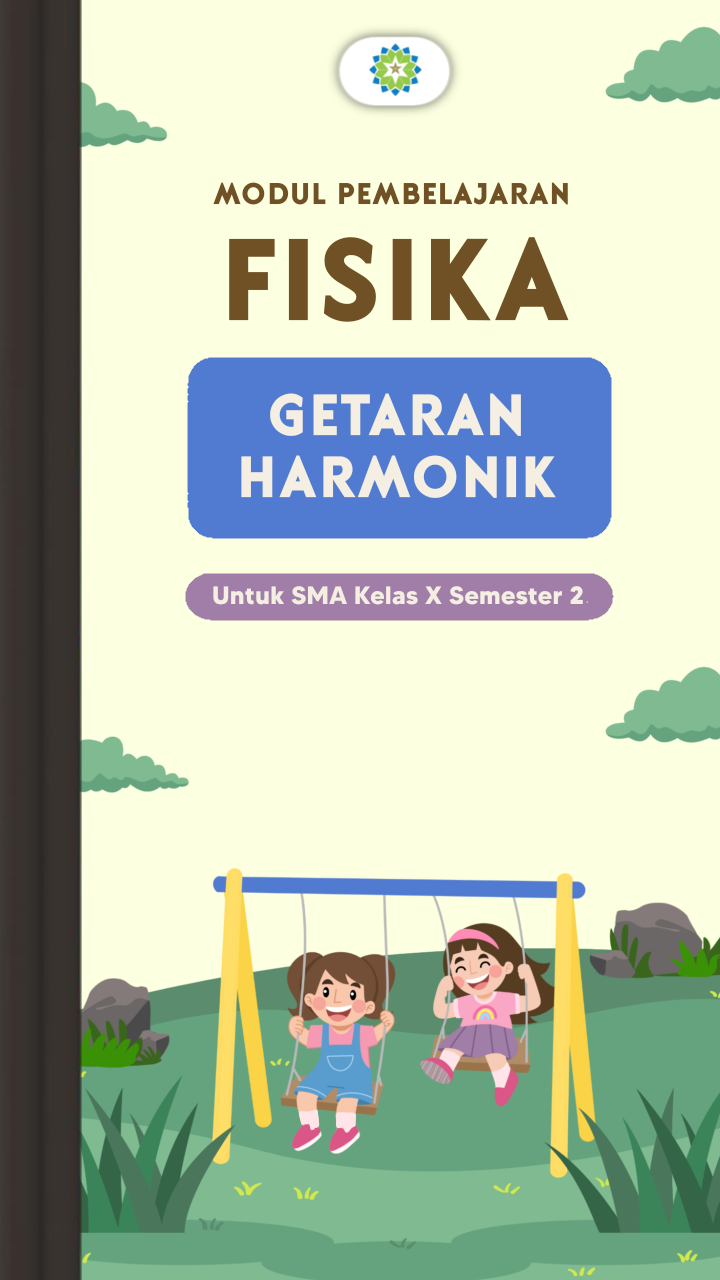 MODUL PEMBELAJARAN
FISIKA
GETARAN
HARMONIK
Untuk SMA Kelas X Semester 2